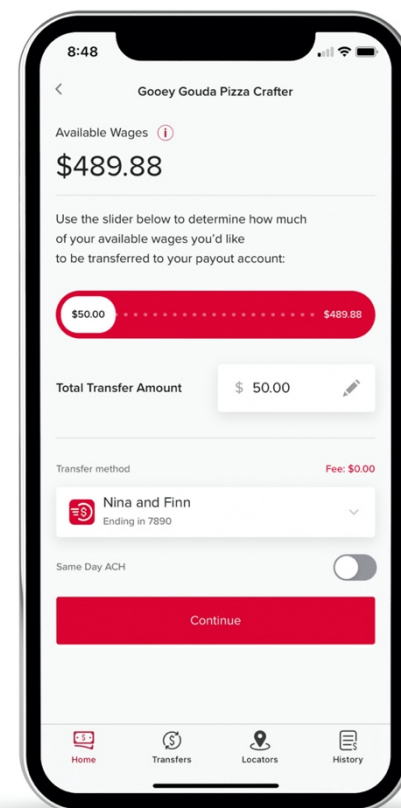 8:48
Gooey Gouda Pizza Crafter
Available Wages i
$489.88
Use the slider below to determine how much
of your available wages you’d like
to be transferred to your payout account:
$50.00 $489.88
Total Transfer Amount $ 50.00
Transfer method Fee: $0.00
Nina and Finn
Ending in 7890
Same Day ACH
Continue
Home Transfers Locators History